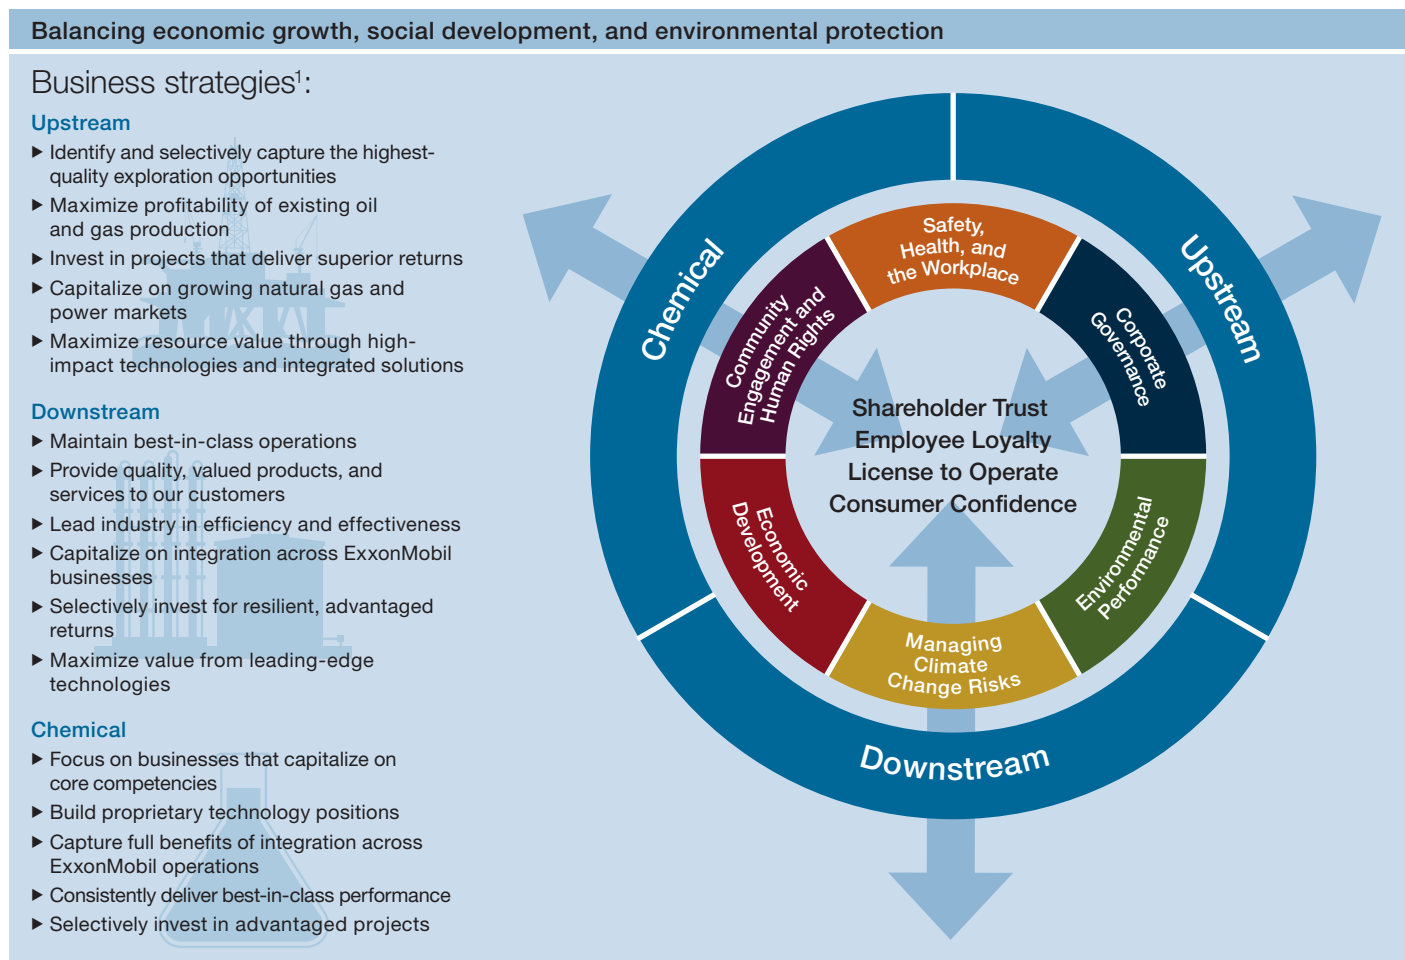 Balancing economic growth, social development, and environmental protection
Business strategies¹:
Upstream
▶ Identify and selectively capture the highest-
quality exploration opportunities
▶ Maximize profitability of existing oil
and gas production
▶ Invest in projects that deliver superior returns
▶ Capitalize on growing natural gas and
power markets
▶ Maximize resource value through high-
impact technologies and integrated solutions
Downstream
▶ Maintain best-in-class operations
▶ Provide quality, valued products, and
services to our customers
▶ Lead industry in efficiency and effectiveness
▶ Capitalize on integration across ExxonMobil
businesses
▶ Selectively invest for resilient, advantaged
returns
▶ Maximize value from leading-edge
technologies
Chemical
▶ Focus on businesses that capitalize on
core competencies
▶ Build proprietary technology positions
▶ Capture full benefits of integration across
ExxonMobil operations
▶ Consistently deliver best-in-class performance
▶ Selectively invest in advantaged projects
Chemical
Upstream
Downstream
Safety,
Health, and
the Workplace
Corporate
Governance
Environmental
Performance
Managing
Climate
Change Risks
Economic
Development
Community
Engagement and
Human Rights
Shareholder Trust
Employee Loyalty
License to Operate
Consumer Confidence